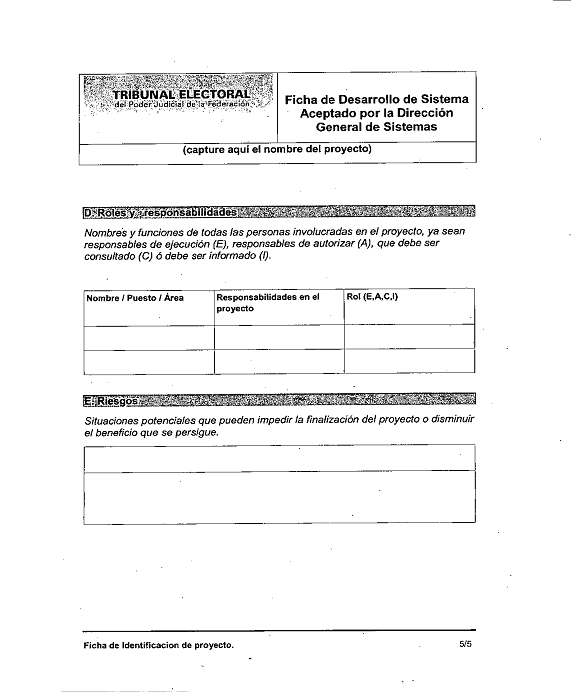 TRIBUNAL ELECTORAL
del Poder Judicial de la Federación
Ficha de Desarrollo de Sistema
Aceptado por la Dirección
General de Sistemas
(capture aquí el nombre del proyecto)
D. Roles y responsabilidades
Nombres y funciones de todas las personas involucradas en el proyecto, ya sean
responsables de ejecución (E), responsables de autorizar (A), que debe ser
consultado (C) ó debe ser informado (I).
Nombre / Puesto / Área
Responsabilidades en el
proyecto
Rol (E,A,C,I)
E. Riesgos
Situaciones potenciales que pueden impedir la finalización del proyecto o disminuir
el beneficio que se persigue.
Ficha de Identificacion de proyecto.
5/5